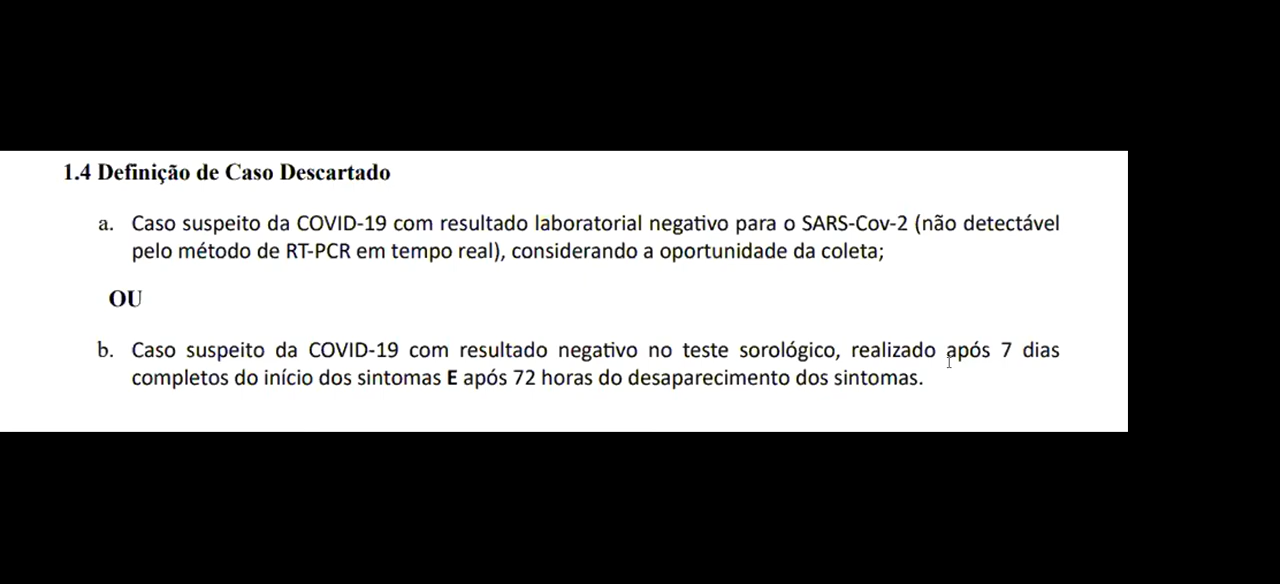 1.4 Definição de Caso Descartado
a. Caso suspeito da COVID-19 com resultado laboratorial negativo para o SARS-Cov-2 (não detectável
pelo método de RT-PCR em tempo real), considerando a oportunidade da coleta;
OU
b. Caso suspeito da COVID-19 com resultado negativo no teste sorológico, realizado após 7 dias
completos do início dos sintomas E após 72 horas do desaparecimento dos sintomas.